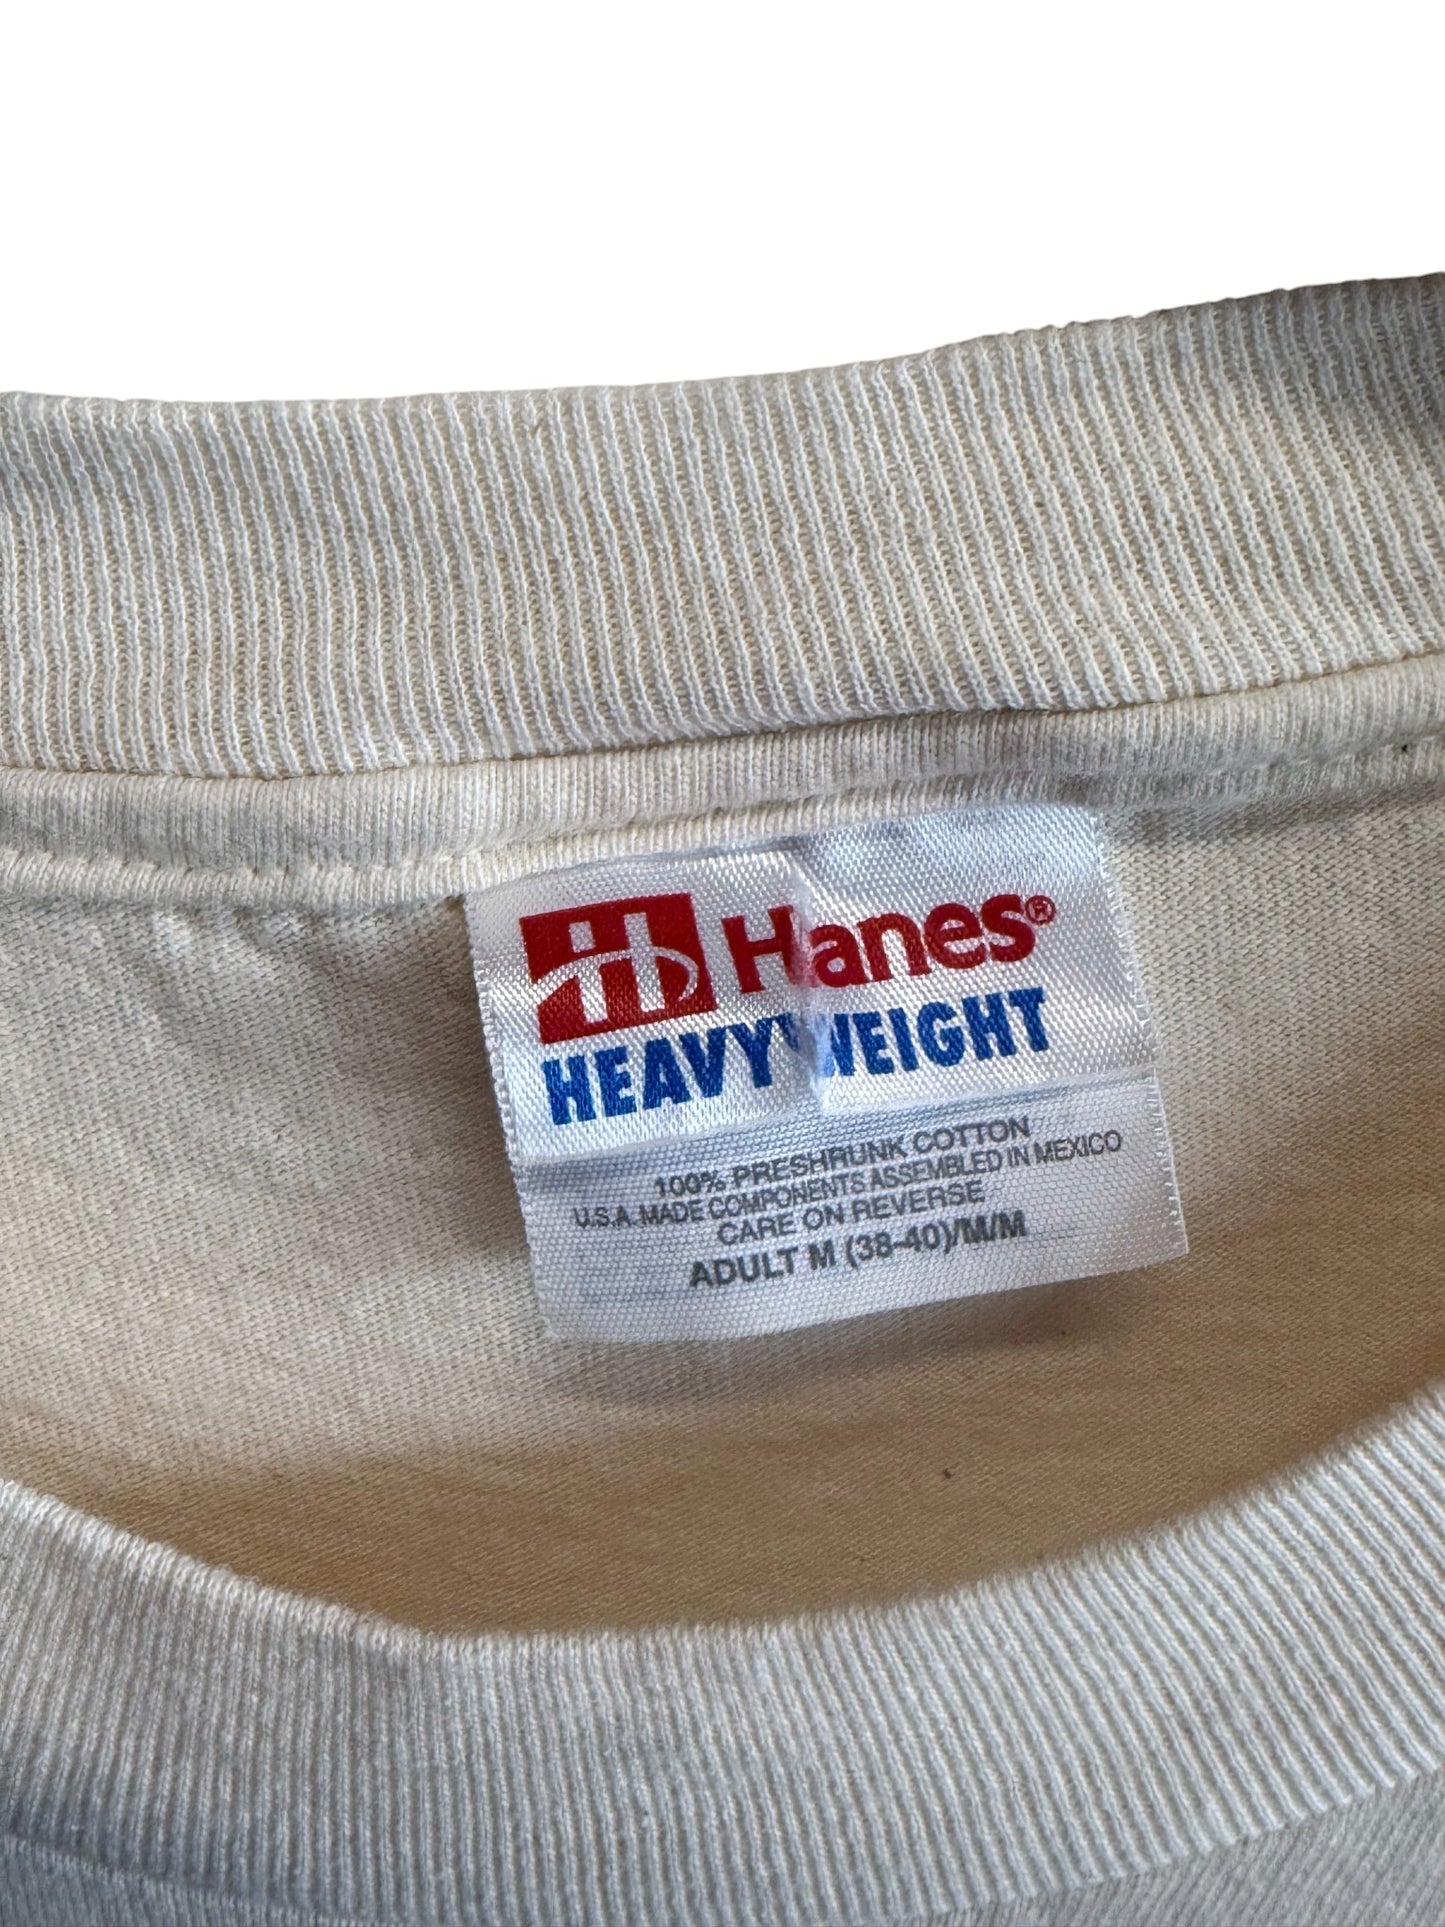 Hanes®
HEAVYWEIGHT
100% PRESHRUNK COTTON
U.S.A. MADE COMPONENTS ASSEMBLED IN MEXICO
CARE ON REVERSE
ADULT M (38-40)/M/M